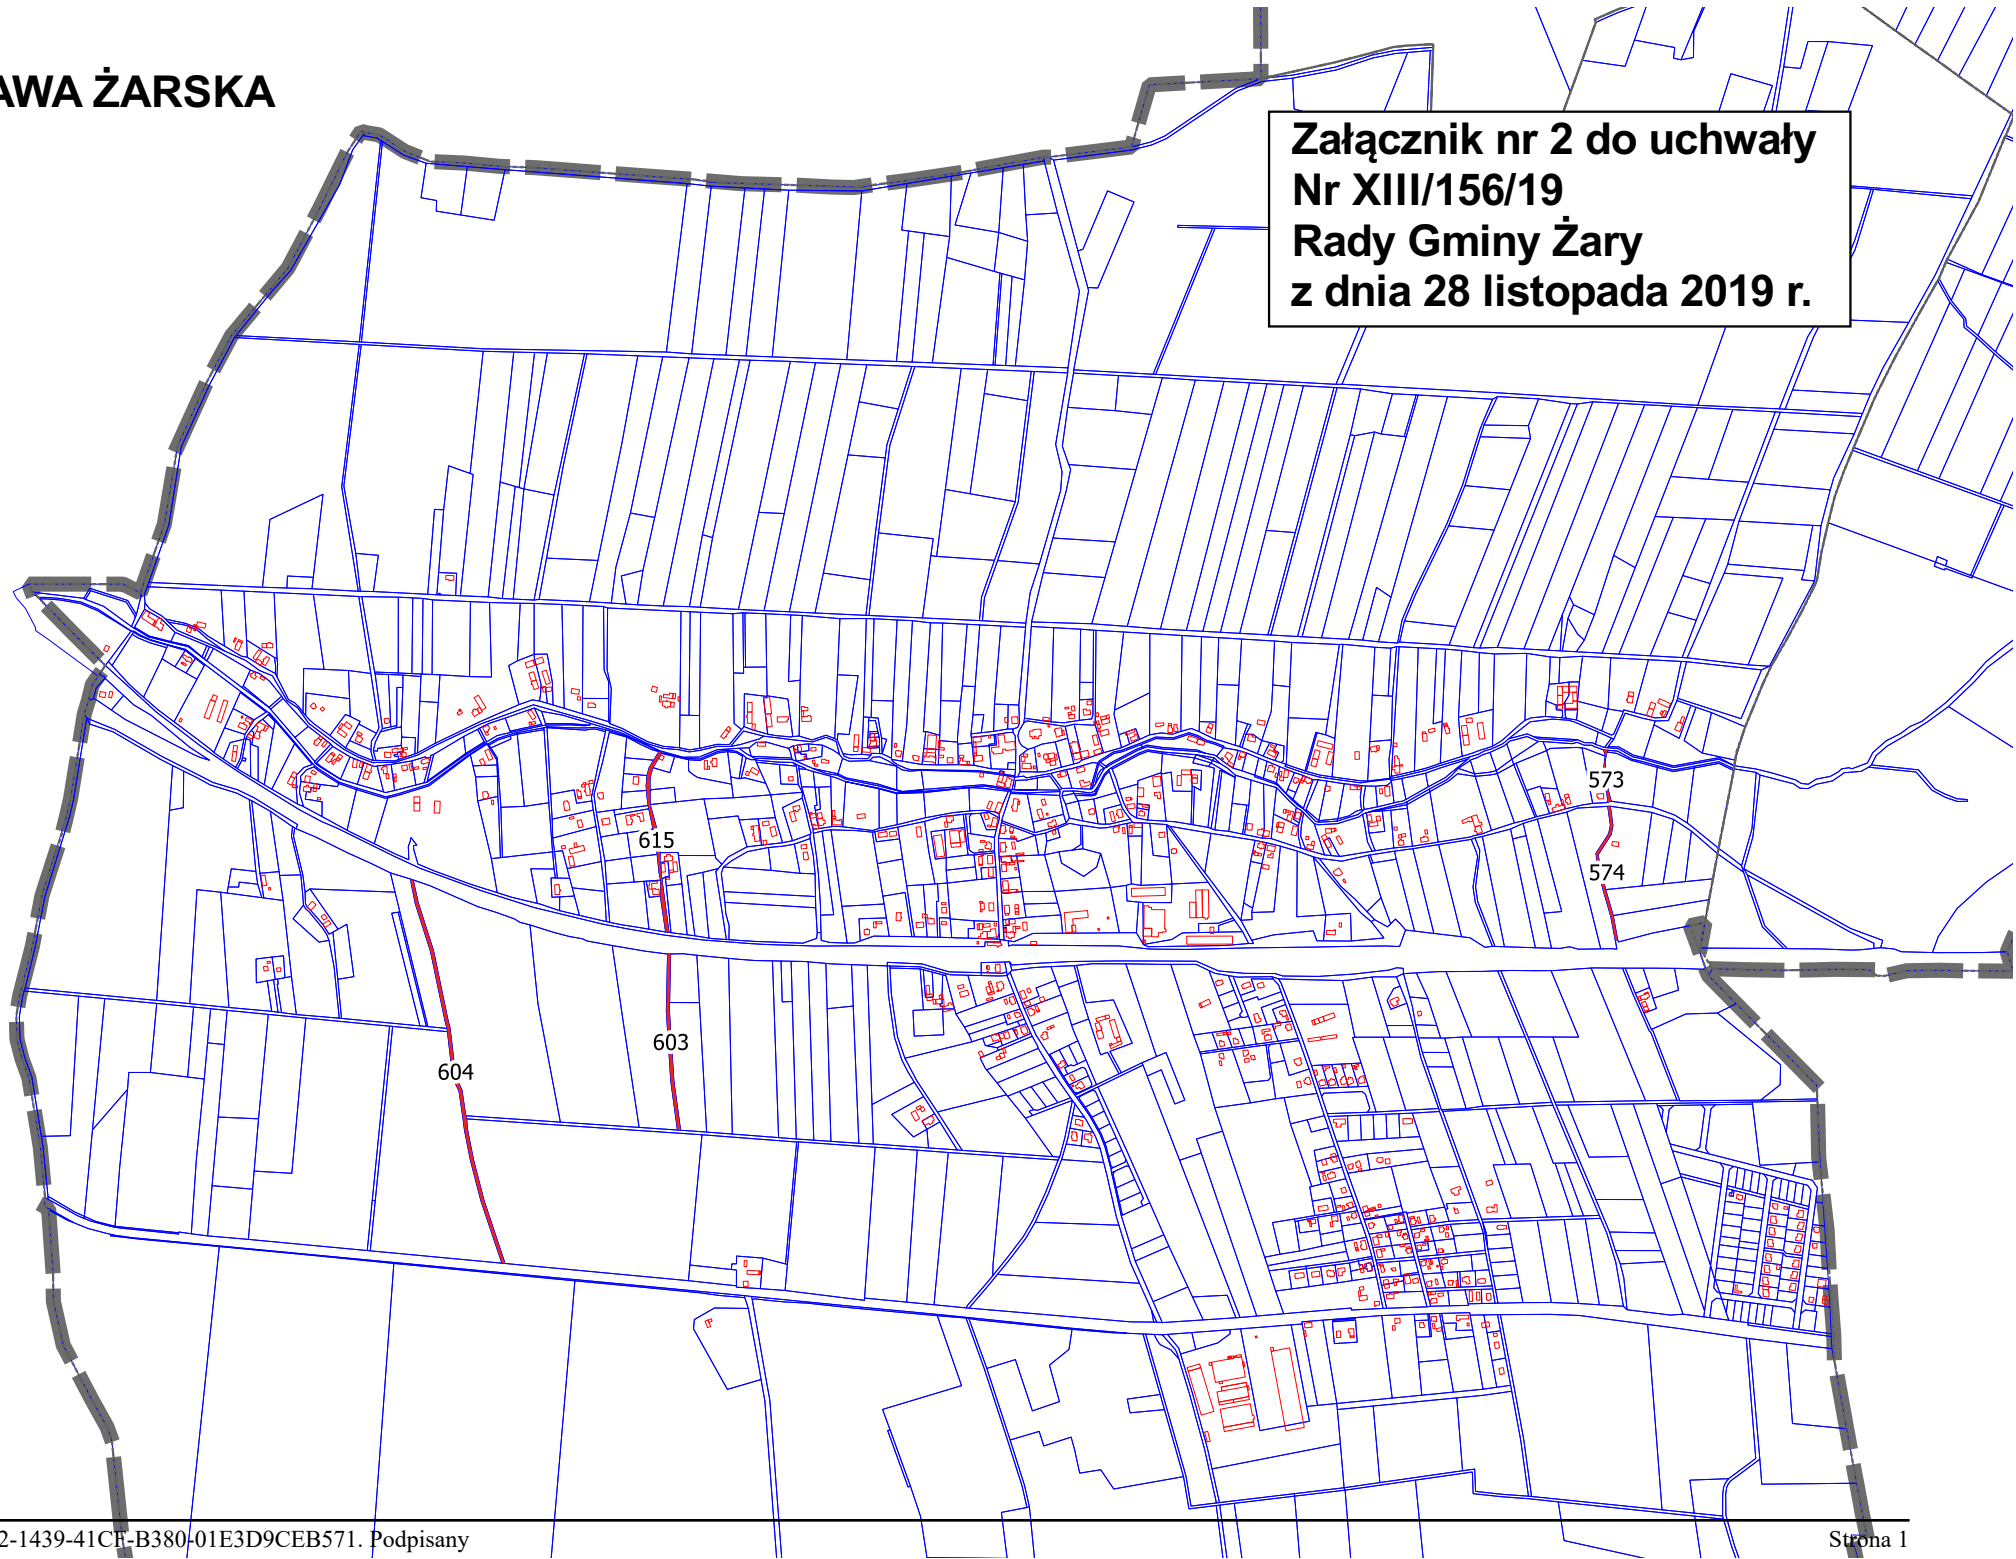 AWA ŻARSKA
Załącznik nr 2 do uchwały
Nr XIII/156/19
Rady Gminy Żary
z dnia 28 listopada 2019 r.
573
615
574
603
604
2-1439-41CF-B380-01E3D9CEB571. Podpisany
Strona 1